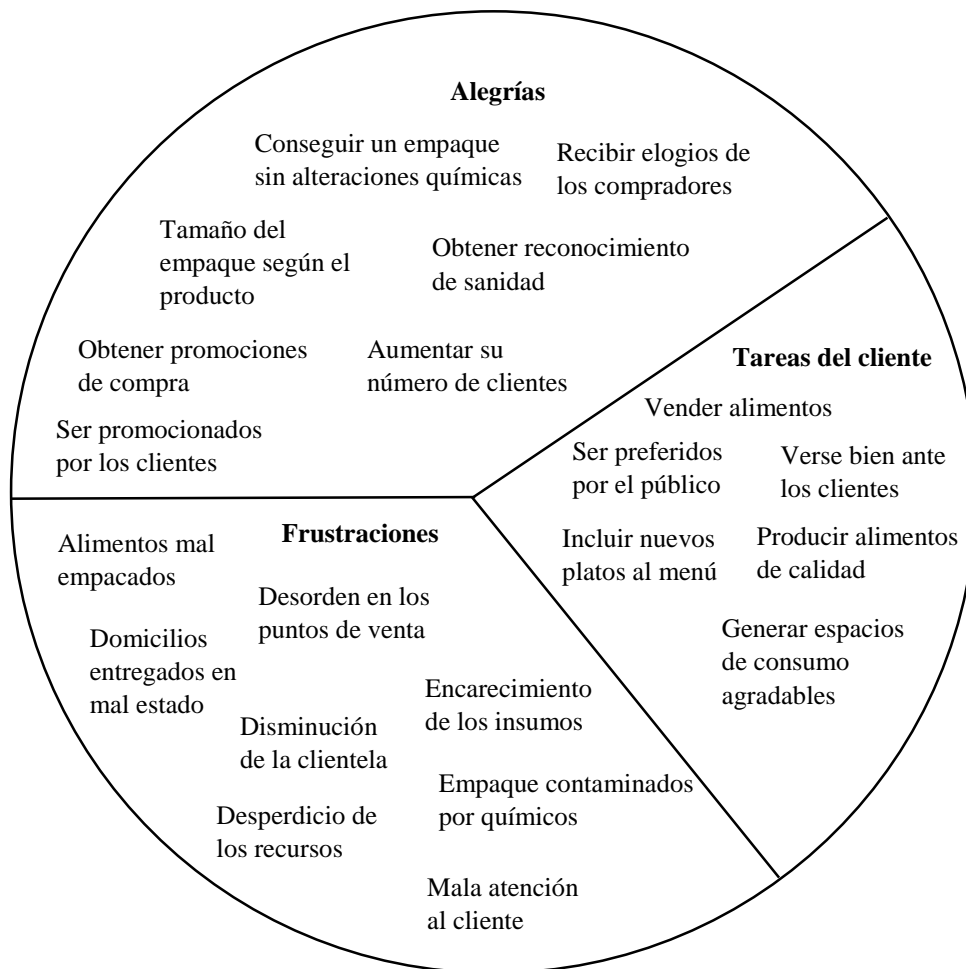 Alegrías
Conseguir un empaque
sin alteraciones químicas
Recibir elogios de
los compradores
Tamaño del
empaque según el
producto
Obtener reconocimiento
de sanidad
Obtener promociones
de compra
Aumentar su
número de clientes
Ser promocionados
por los clientes
Tareas del cliente
Vender alimentos
Ser preferidos
por el público
Verse bien ante
los clientes
Incluir nuevos
platos al menú
Producir alimentos
de calidad
Generar espacios
de consumo
agradables
Frustraciones
Alimentos mal
empacados
Desorden en los
puntos de venta
Domicilios
entregados en
mal estado
Encarecimiento
de los insumos
Disminución
de la clientela
Empaque contaminados
por químicos
Desperdicio de
los recursos
Mala atención
al cliente